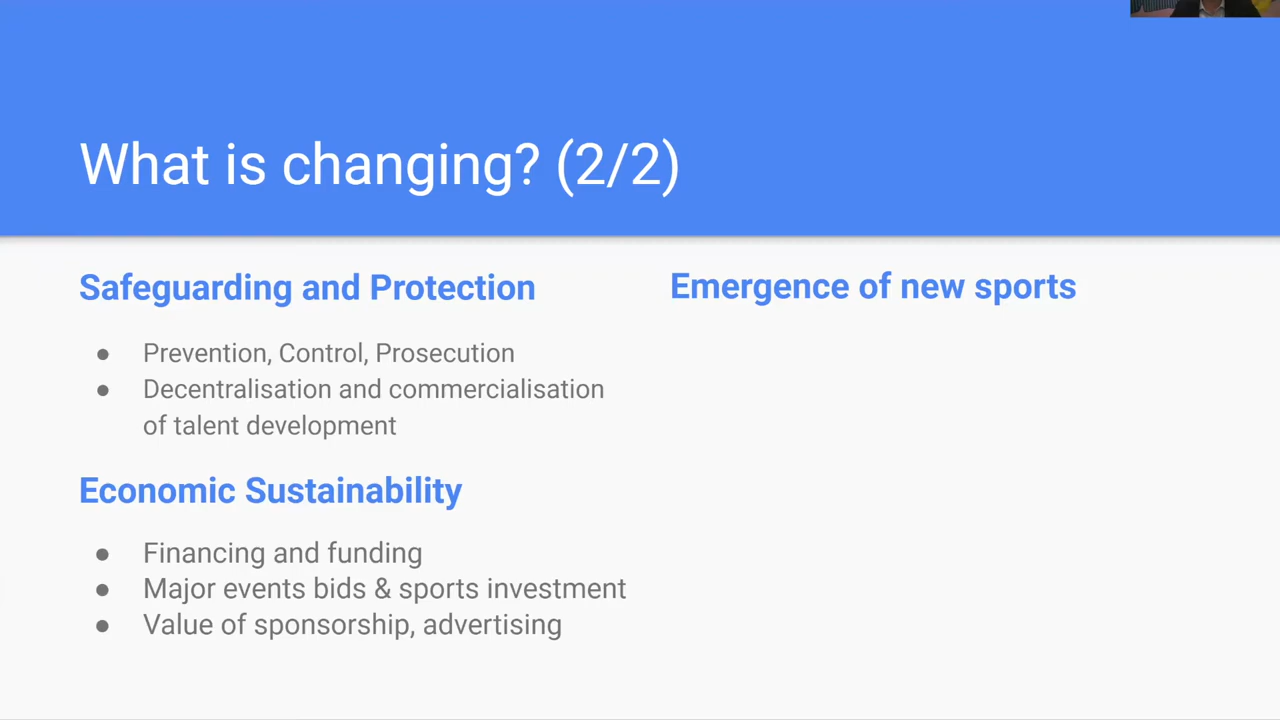 What is changing? (2/2)
Safeguarding and Protection
● Prevention, Control, Prosecution
● Decentralisation and commercialisation
of talent development
Economic Sustainability
● Financing and funding
● Major events bids & sports investment
● Value of sponsorship, advertising
Emergence of new sports